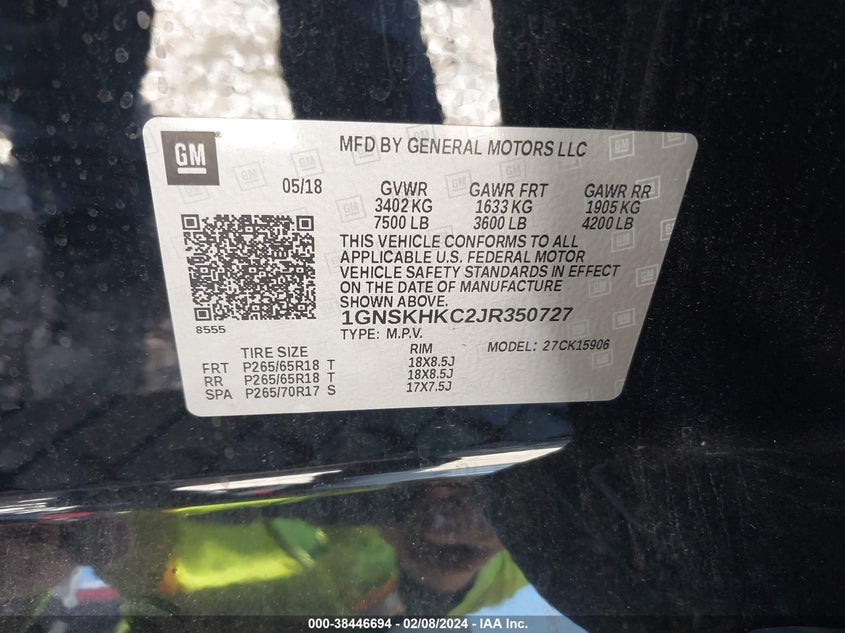 GM
MFD BY GENERAL MOTORS LLC
05/18
GVWR GAWR FRT GAWR RR
3402 KG 1633 KG 1905 KG
7500 LB 3600 LB 4200 LB
THIS VEHICLE CONFORMS TO ALL
APPLICABLE U.S. FEDERAL MOTOR
VEHICLE SAFETY STANDARDS IN EFFECT
ON THE DATE OF MANUFACTURE
SHOWN ABOVE.
8555
1GNSKHKC2JR350727
TYPE: M.P.V.
MODEL: 27CK15906
TIRE SIZE RIM
FRT P265/65R18 T 18X8.5J
RR P265/65R18 T 18X8.5J
SPA P265/70R17 S 17X7.5J
000-38446694 - 02/08/2024 - IAA Inc.